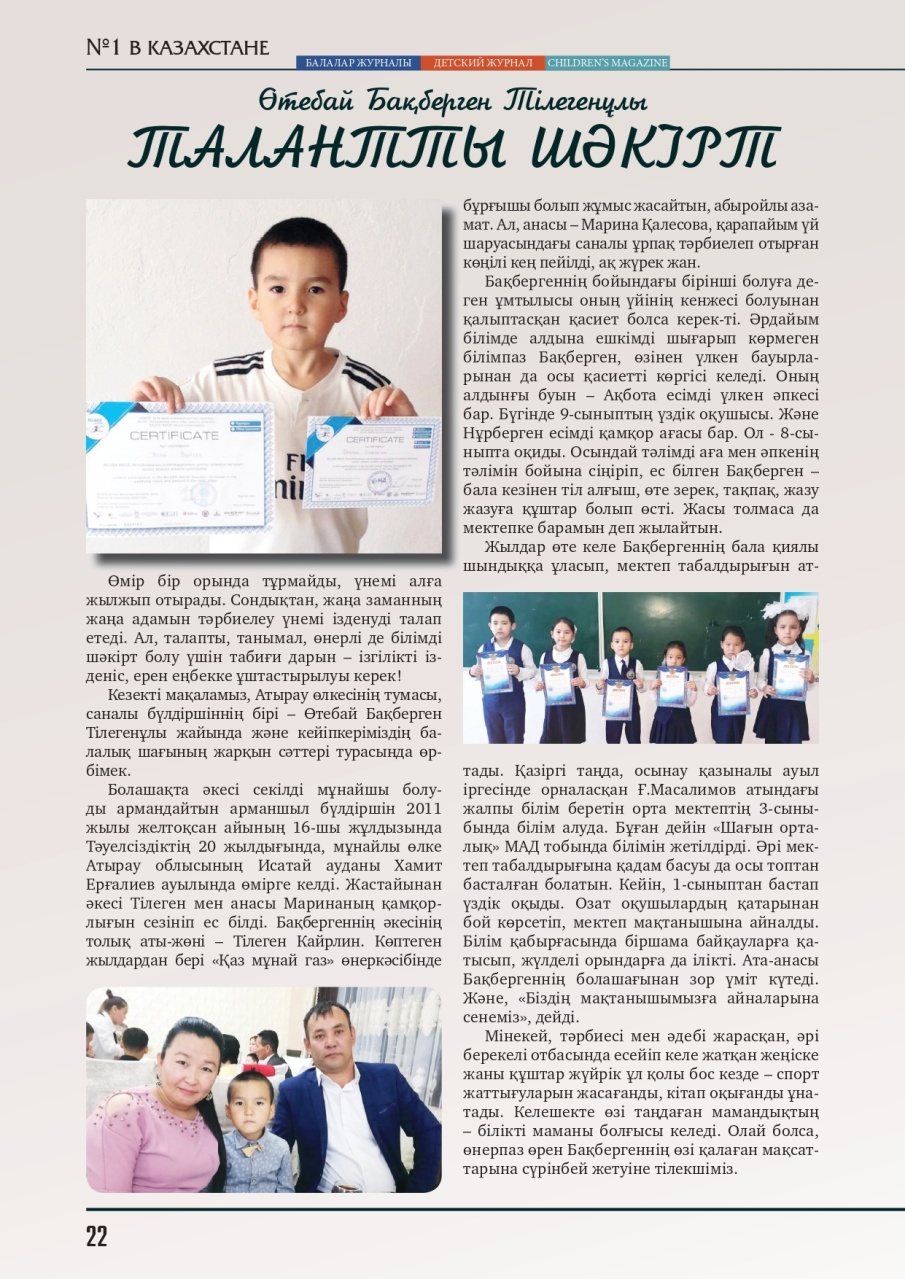 №1 В КАЗАХСТАНЕ
БАЛАЛАР ЖУРНАЛЫ
ДЕТСКИЙ ЖУРНАЛ
CHILDREN'S MAGAZINE
Өтебай Бақберген Тілегенұлы
ТАЛАНТТЫ ШӘКІРТ
CERTIFICATE
CERTIFICATE
Өмір бір орында тұрмайды, үнемі алға
жылжып отырады. Сондықтан, жаңа заманның
жаңа адамын тәрбиелеу үнемі ізденуді талап
етеді. Ал, талапты, танымал, өнерлі де білімді
шәкірт болу үшін табиғи дарын – ізгілікті із-
деніс, ерен еңбекке ұштастырылуы керек!
Кезекті мақаламыз, Атырау өлкесінің тумасы,
саналы бүлдіршіннің бірі – Өтебай Бақберген
Тілегенұлы жайында және кейіпкеріміздің ба-
лалық шағының жарқын сәттері турасында өр-
бімек.
Болашақта әкесі секілді мұнайшы болу-
ды армандайтын арманшыл бүлдіршін 2011
жылы желтоқсан айының 16-шы жұлдызында
Тәуелсіздіктің 20 жылдығында, мұнайлы өлке
Атырау облысының Исатай ауданы Хамит
Ерғалиев ауылында өмірге келді. Жастайынан
әкесі Тілеген мен анасы Маринаның қамқор-
лығын сезініп ес білді. Бақбергеннің әкесінің
толық аты-жөні – Тілеген Кайрлин. Көптеген
жылдардан бері «Қаз мұнай газ» өнеркәсібінде
бұрғышы болып жұмыс жасайтын, абыройлы аза-
мат. Ал, анасы – Марина Қалесова, қарапайым үй
шаруасындағы саналы ұрпақ тәрбиелеп отырған
көңілі кең пейілді, ақ жүрек жан.
Бақбергеннің бойындағы бірінші болуға де-
ген ұмтылысы оның үйінің кенжесі болуынан
қалыптасқан қасиет болса керек-ті. Әрдайым
білімде алдына ешкімді шығарып көрмеген
білімпаз Бақберген, өзінен үлкен бауырла-
рынан да осы қасиетті көргісі келеді. Оның
алдынғы буын – Ақбота есімді үлкен әпкесі
бар. Бүгінде 9-сыныптың үздік оқушысы. Және
Нұрберген есімді қамқор ағасы бар. Ол - 8-сы-
ныпта оқиды. Осындай тәлімді аға мен әпкенің
тәлімін бойына сіңіріп, ес білген Бақберген –
бала кезінен тіл алғыш, өте зерек, тақпақ, жазу
жазуға құштар болып өсті. Жасы толмаса да
мектепке барамын деп жылайтын.
Жылдар өте келе Бақбергеннің бала қиялы
шындыққа ұласып, мектеп табалдырығын ат-
тады. Қазіргі таңда, осынау қазыналы ауыл
іргесінде орналасқан Ғ.Масалимов атындағы
жалпы білім беретін орта мектептің 3-сыны-
бында білім алуда. Бұған дейін «Шағын орта-
лық» МАД тобында білімін жетілдірді. Әрі мек-
теп табалдырығына қадам басуы да осы топтан
басталған болатын. Кейін, 1-сыныптан бастап
үздік оқыды. Озат оқушылардың қатарынан
бой көрсетіп, мектеп мақтанышына айналды.
Білім қабырғасында біршама байқауларға қа-
тысып, жүлделі орындарға да ілікті. Ата-анасы
Бақбергеннің болашағынан зор үміт күтеді.
Және, «Біздің мақтанышымызға айналарына
сенеміз», дейді.
Мінекей, тәрбиесі мен әдебі жарасқан, әрі
берекелі отбасында есейіп келе жатқан жеңіске
жаны құштар жүйрік ұл қолы бос кезде – спорт
жаттығуларын жасағанды, кітап оқығанды ұна-
тады. Келешекте өзі таңдаған мамандықтың
– білікті маманы болғысы келеді. Олай болса,
өнерпаз өрен Бақбергеннің өзі қалаған мақсат-
тарына сүрінбей жетуіне тілекшіміз.
22